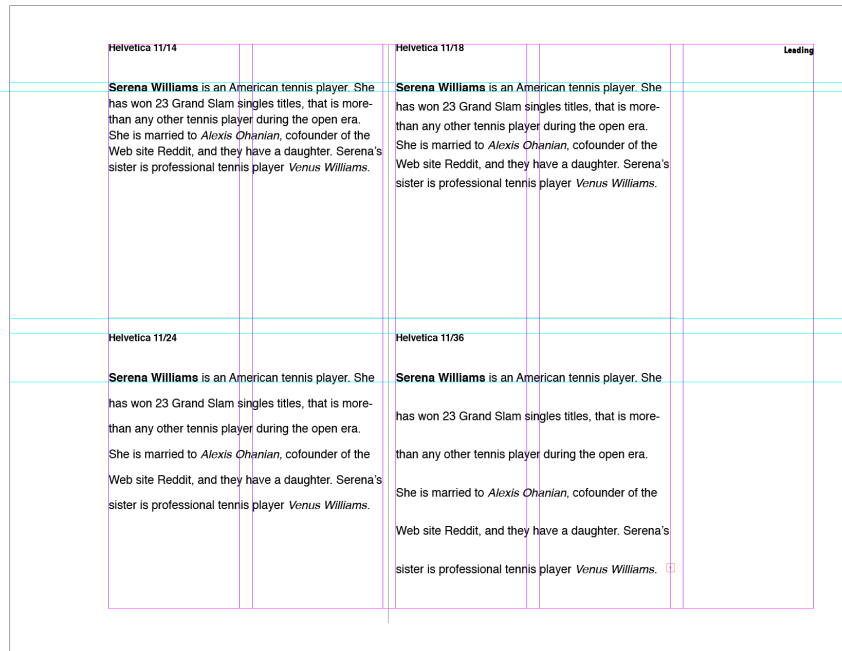 Helvetica 11/14
Helvetica 11/18
Leading
Serena Williams is an American tennis player. She
has won 23 Grand Slam singles titles, that is more-
than any other tennis player during the open era.
She is married to Alexis Ohanian, cofounder of the
Web site Reddit, and they have a daughter. Serena’s
sister is professional tennis player Venus Williams.
Serena Williams is an American tennis player. She
has won 23 Grand Slam singles titles, that is more-
than any other tennis player during the open era.
She is married to Alexis Ohanian, cofounder of the
Web site Reddit, and they have a daughter. Serena’s
sister is professional tennis player Venus Williams.
Helvetica 11/24
Helvetica 11/36
Serena Williams is an American tennis player. She
has won 23 Grand Slam singles titles, that is more-
than any other tennis player during the open era.
She is married to Alexis Ohanian, cofounder of the
Web site Reddit, and they have a daughter. Serena’s
sister is professional tennis player Venus Williams.
Serena Williams is an American tennis player. She
has won 23 Grand Slam singles titles, that is more-
than any other tennis player during the open era.
She is married to Alexis Ohanian, cofounder of the
Web site Reddit, and they have a daughter. Serena’s
sister is professional tennis player Venus Williams.